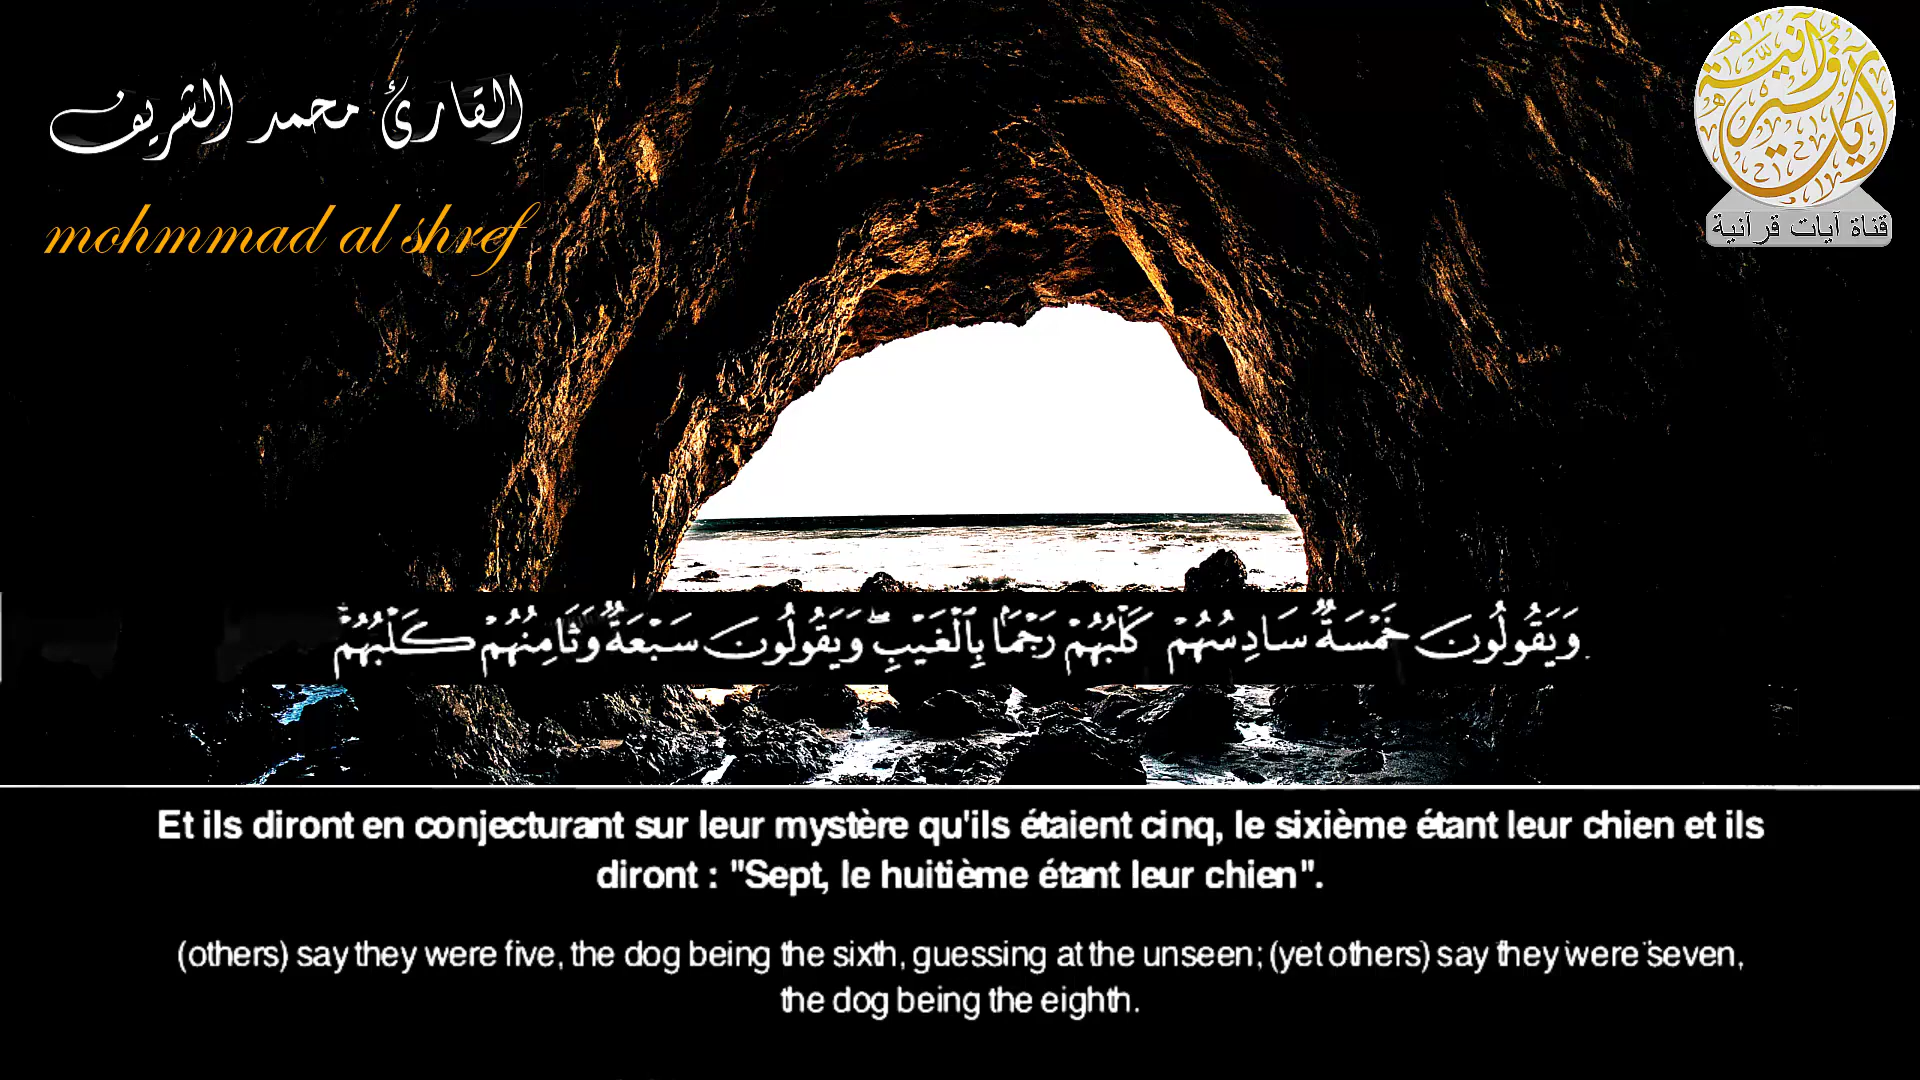 القارئ محمد الشريف
mohmmad al shref
آيات قرآنية
قناة آيات قرآنية
وَيَقُولُونَ خَمْسَةٌ سَادِسُهُمْ كَلْبُهُمْ رَجْمًا بِالْغَيْبِ ۖ وَيَقُولُونَ سَبْعَةٌ وَثَامِنُهُمْ كَلْبُهُمْ ۚ
Et ils diront en conjecturant sur leur mystère qu'ils étaient cinq, le sixième étant leur chien et ils
diront : "Sept, le huitième étant leur chien".
(others) say they were five, the dog being the sixth, guessing at the unseen; (yet others) say they were seven,
the dog being the eighth.